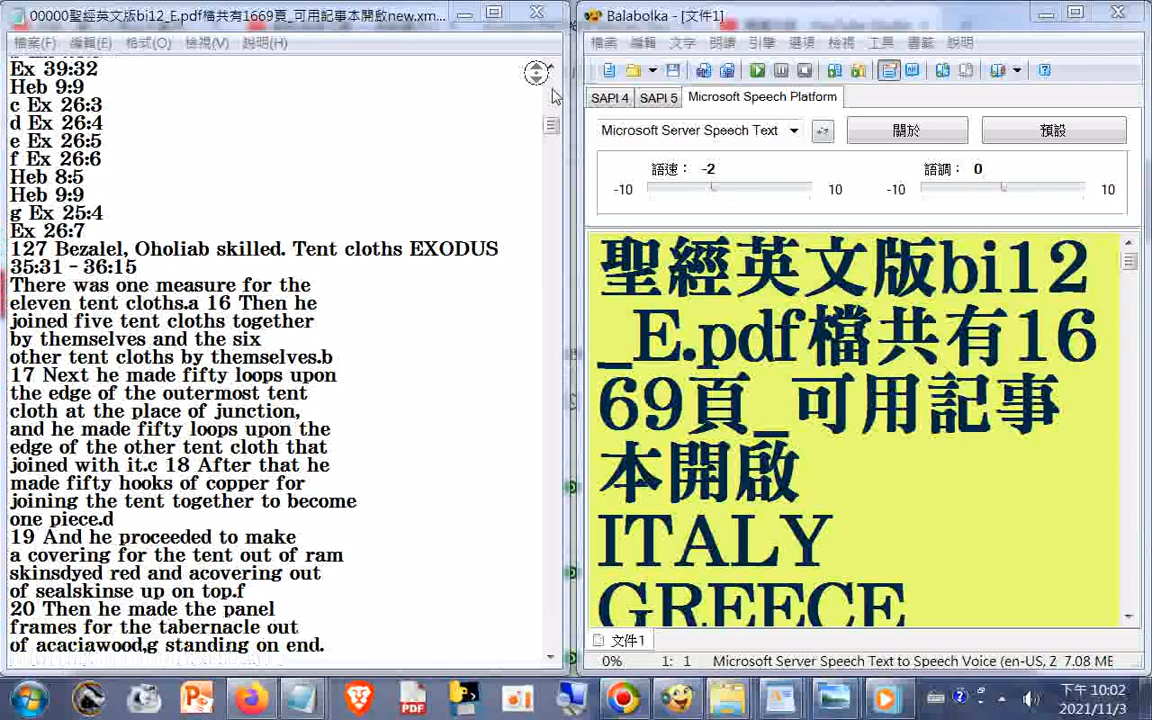 00000聖經英文版bi12_E.pdf檔共有1669頁_可用記事本開啟new.xm...
檔案(F) 編輯(E) 格式(O) 檢視(V) 說明(H)
Ex 39:32
Heb 9:9
c Ex 26:3
d Ex 26:4
e Ex 26:5
f Ex 26:6
Heb 8:5
Heb 9:9
g Ex 25:4
Ex 26:7
127 Bezalel, Oholiab skilled. Tent cloths EXODUS
35:31 - 36:15
There was one measure for the
eleven tent cloths.a 16 Then he
joined five tent cloths together
by themselves and the six
other tent cloths by themselves.b
17 Next he made fifty loops upon
the edge of the outermost tent
cloth at the place of junction,
and he made fifty loops upon the
edge of the other tent cloth that
joined with it.c 18 After that he
made fifty hooks of copper for
joining the tent together to become
one piece.d
19 And he proceeded to make
a covering for the tent out of ram
skinsdyed red and acovering out
of sealskinse up on top.f
20 Then he made the panel
frames for the tabernacle out
of acaciawood,g standing on end.
Balabolka - [文件1]
檔案 編輯 文字 朗讀 引擎 選項 檢視 工具 書籤 說明
SAPI 4 SAPI 5 Microsoft Speech Platform
Microsoft Server Speech Text 關於 預設
語速： -2 語調： 0
-10 10 -10 10
聖經英文版bi12
_E.pdf檔共有16
69頁_可用記事
本開啟
ITALY
GREECE
文件1
0% 1: 1 Microsoft Server Speech Text to Speech Voice (en-US, 2 7.08 ME
下午 10:02
2021/11/3